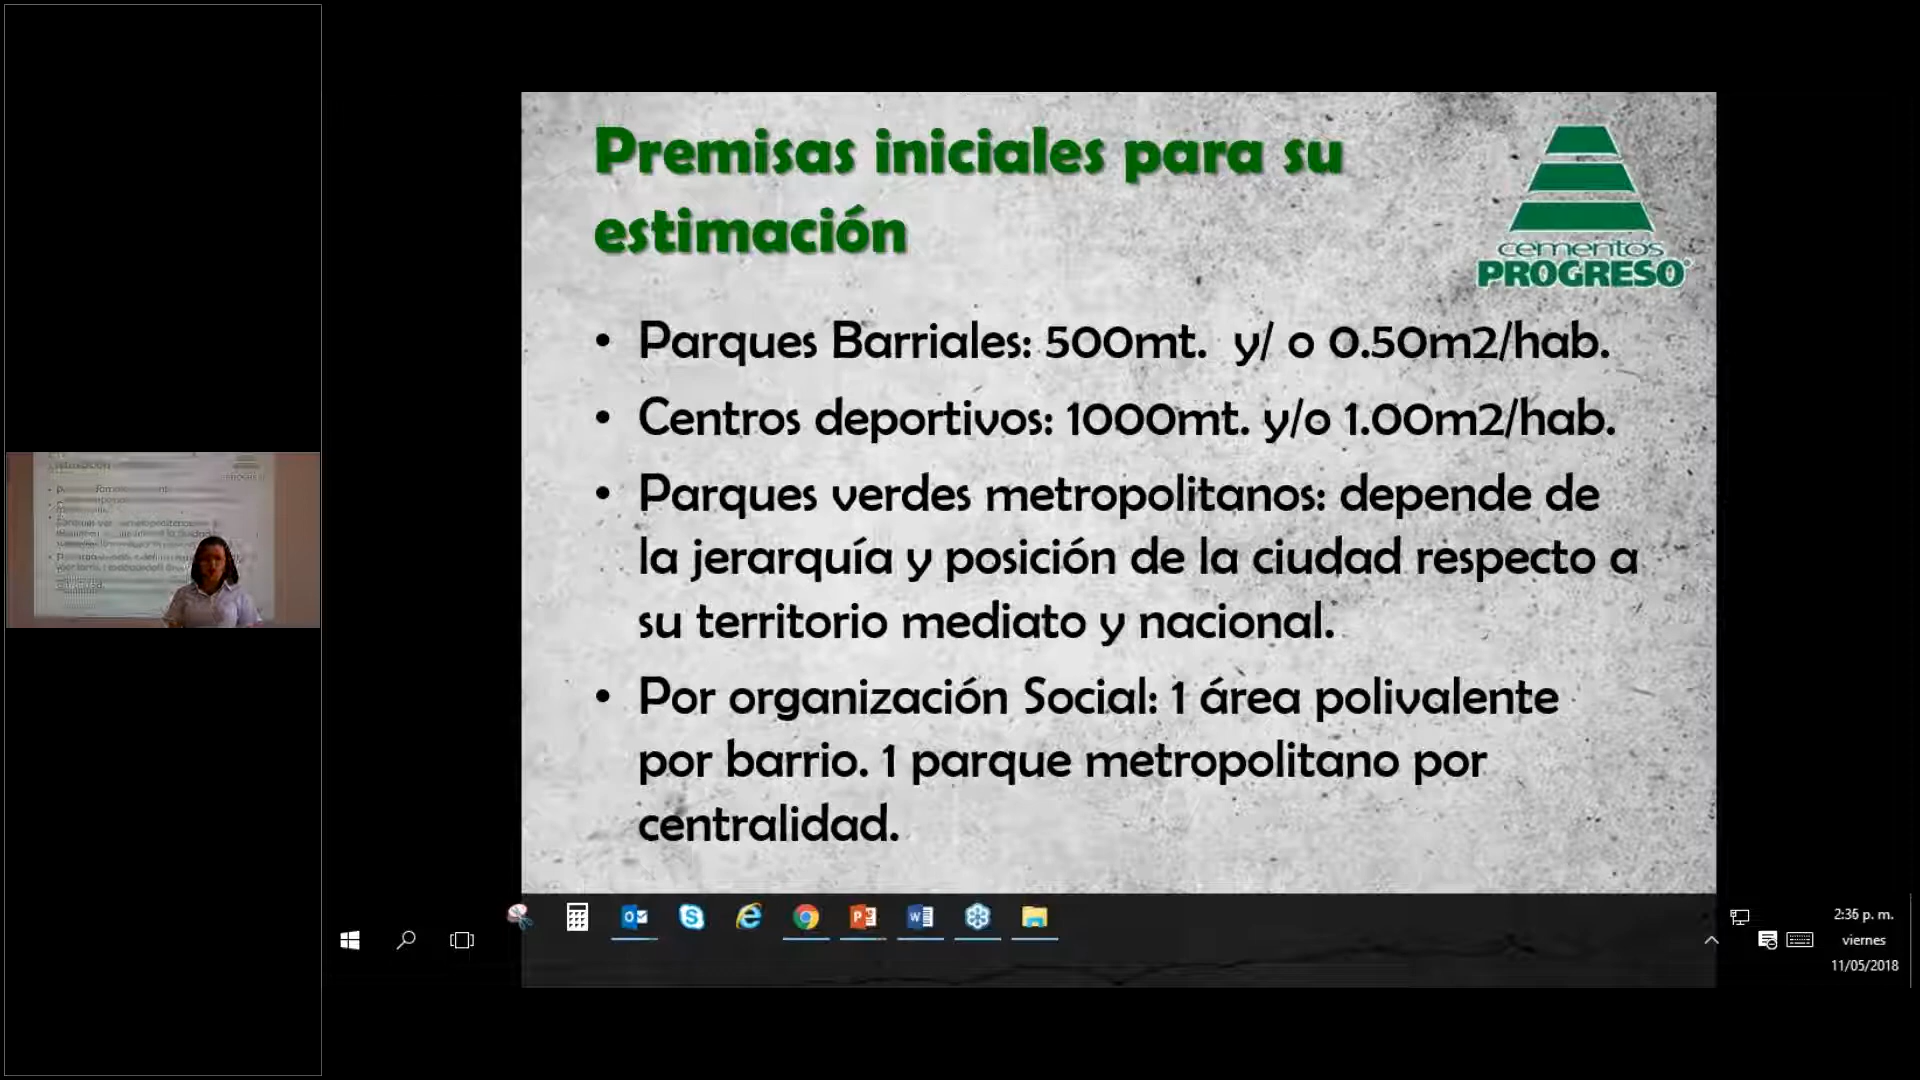 Premisas iniciales para su
estimación
cementos
PROGRESO
• Parques Barriales: 500mt. y/ o 0.50m2/hab.
• Centros deportivos: 1000mt. y/o 1.00m2/hab.
• Parques verdes metropolitanos: depende de
la jerarquía y posición de la ciudad respecto a
su territorio mediato y nacional.
• Por organización Social: 1 área polivalente
por barrio. 1 parque metropolitano por
centralidad.
2:36 p. m.
viernes
11/05/2018